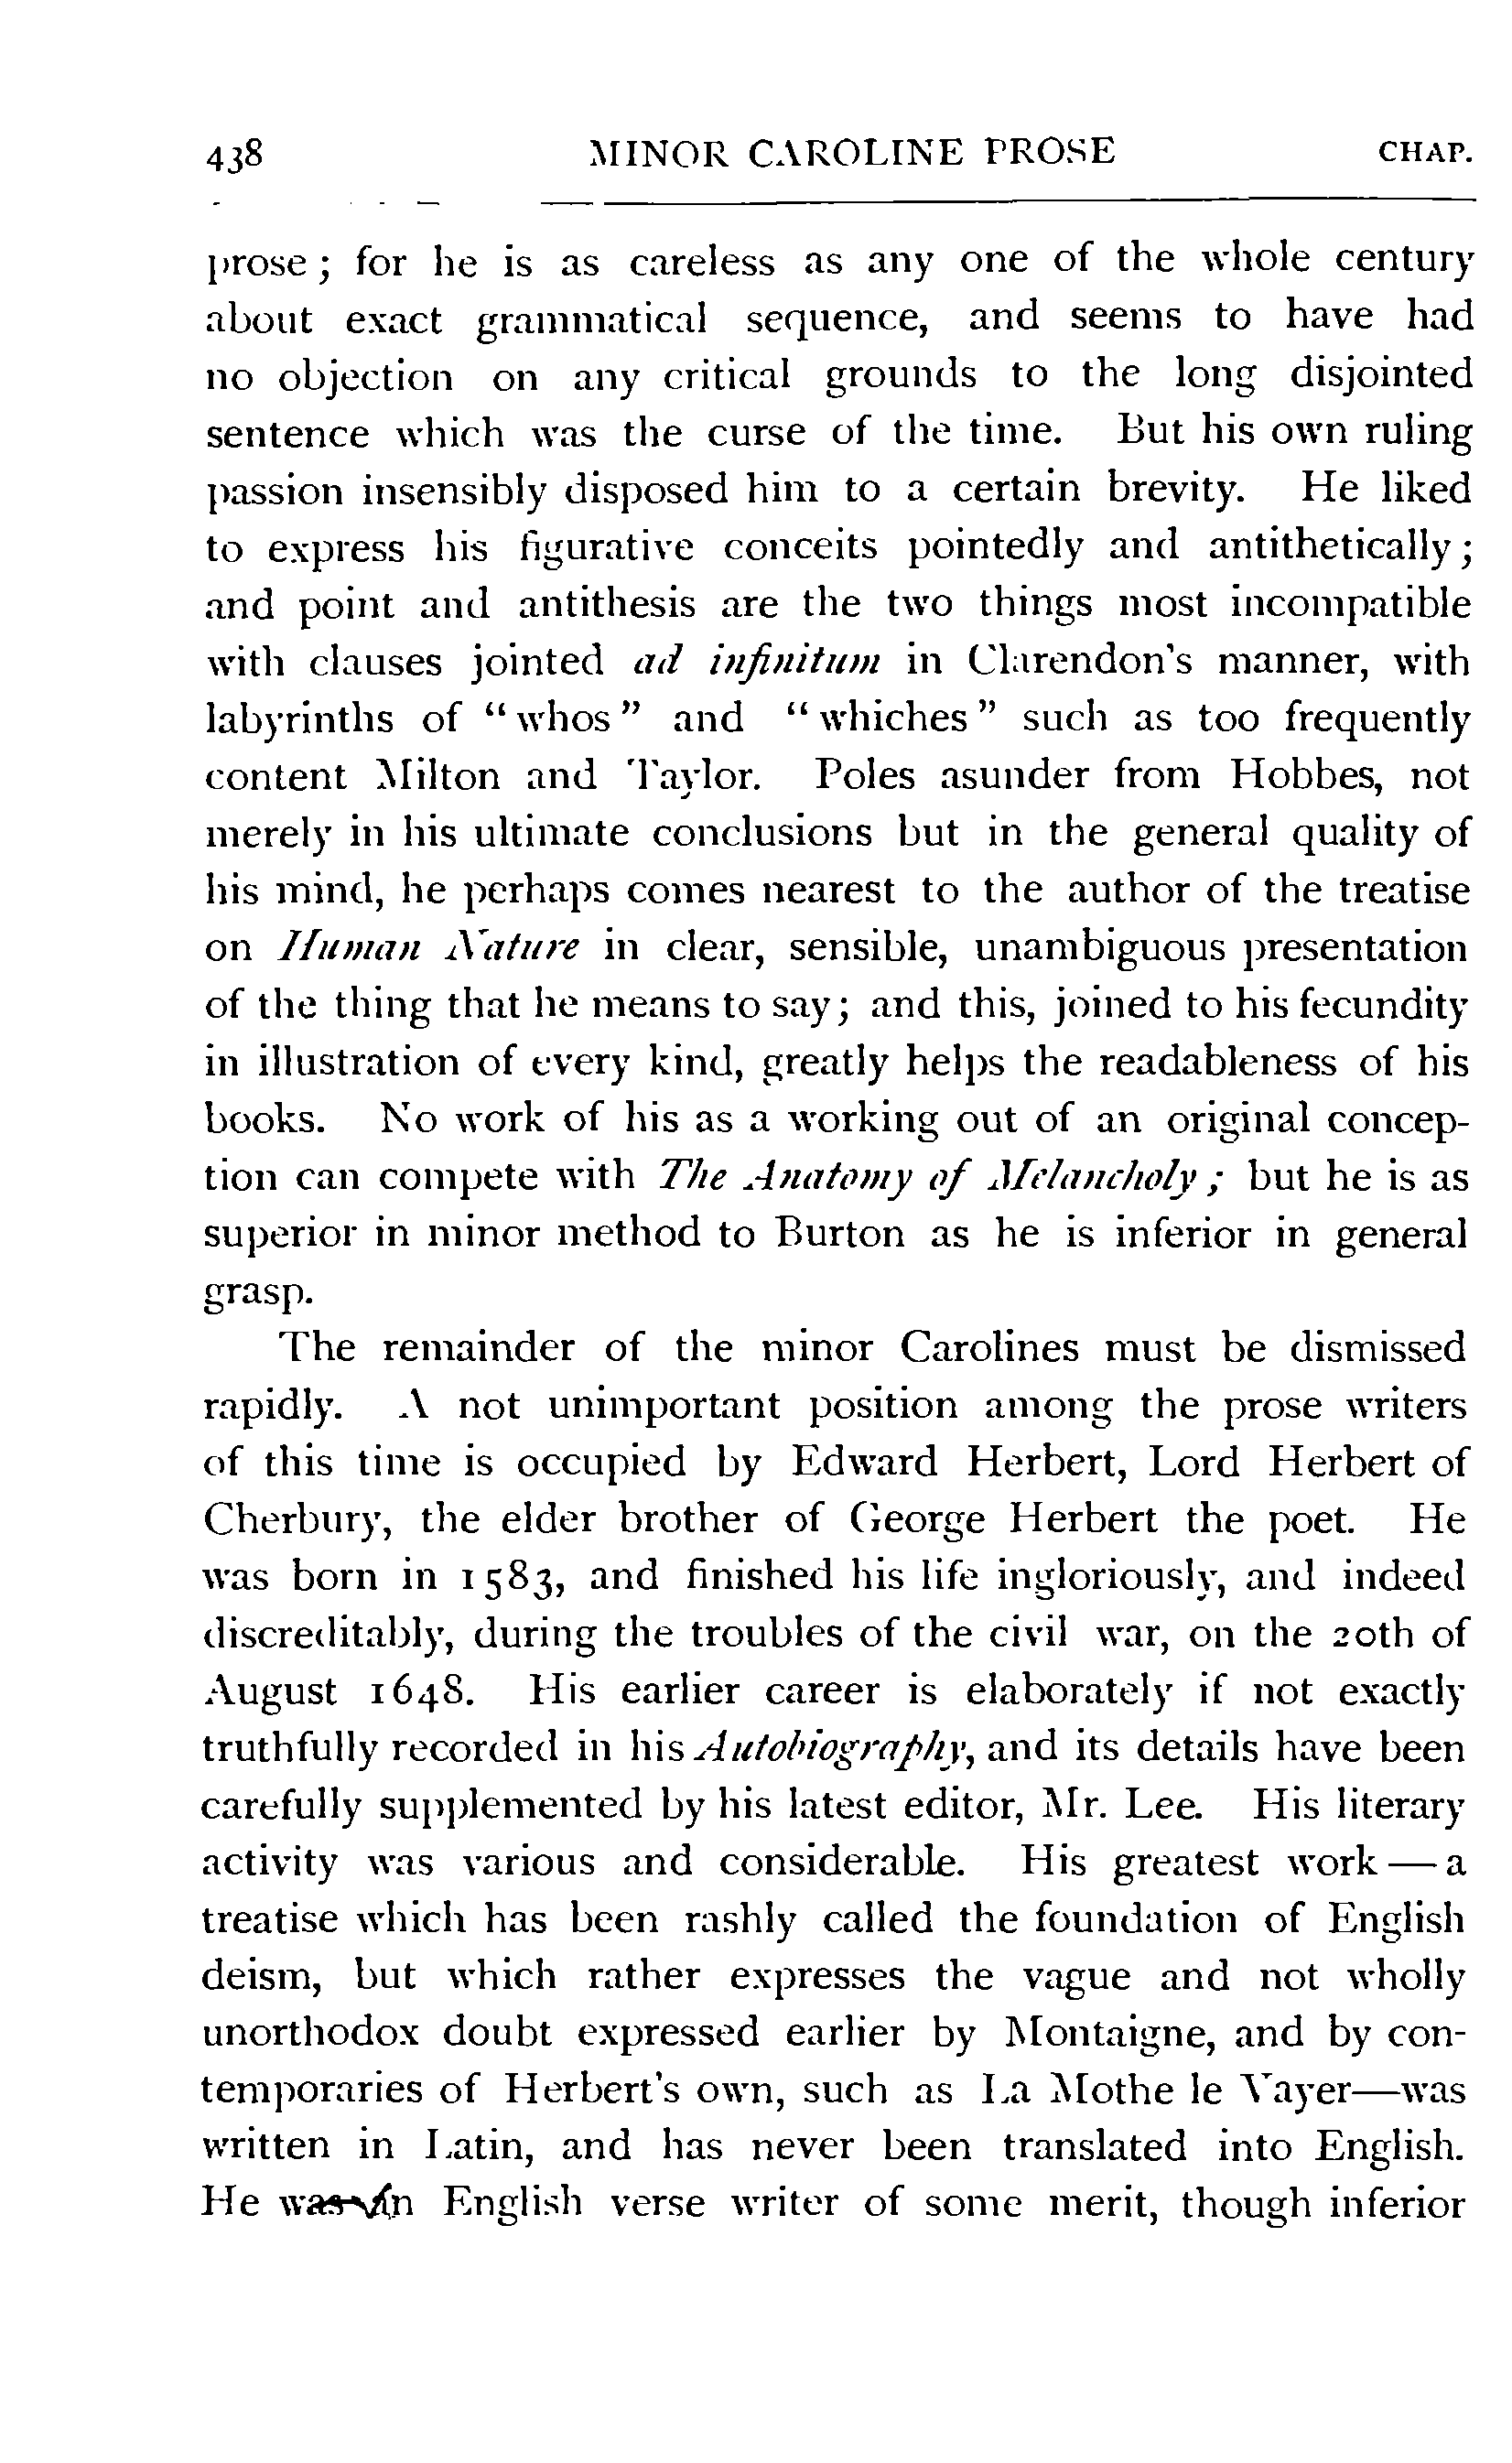 438 MINOR CAROLINE PROSE CHAP.
prose; for he is as careless as any one of the whole century
about exact grammatical sequence, and seems to have had
no objection on any critical grounds to the long disjointed
sentence which was the curse of the time. But his own ruling
passion insensibly disposed him to a certain brevity. He liked
to express his figurative conceits pointedly and antithetically;
and point and antithesis are the two things most incompatible
with clauses jointed ad infinitum in Clarendon's manner, with
labyrinths of "whos" and "whiches" such as too frequently
content Milton and Taylor. Poles asunder from Hobbes, not
merely in his ultimate conclusions but in the general quality of
his mind, he perhaps comes nearest to the author of the treatise
on Human Nature in clear, sensible, unambiguous presentation
of the thing that he means to say; and this, joined to his fecundity
in illustration of every kind, greatly helps the readableness of his
books. No work of his as a working out of an original concep-
tion can compete with The Anatomy of Melancholy; but he is as
superior in minor method to Burton as he is inferior in general
grasp.
The remainder of the minor Carolines must be dismissed
rapidly. A not unimportant position among the prose writers
of this time is occupied by Edward Herbert, Lord Herbert of
Cherbury, the elder brother of George Herbert the poet. He
was born in 1583, and finished his life ingloriously, and indeed
discreditably, during the troubles of the civil war, on the 20th of
August 1648. His earlier career is elaborately if not exactly
truthfully recorded in his Autobiography, and its details have been
carefully supplemented by his latest editor, Mr. Lee. His literary
activity was various and considerable. His greatest work—a
treatise which has been rashly called the foundation of English
deism, but which rather expresses the vague and not wholly
unorthodox doubt expressed earlier by Montaigne, and by con-
temporaries of Herbert's own, such as La Mothe le Vayer—was
written in Latin, and has never been translated into English.
He was an English verse writer of some merit, though inferior